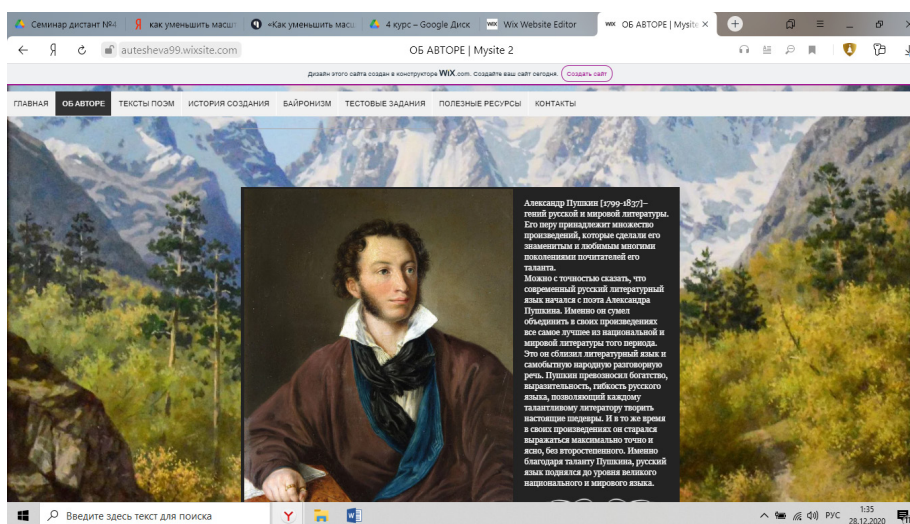 Семинар дистант №4
как уменьшить масшт
«Как уменьшить масш
4 курс – Google Диск
Wix Website Editor
ОБ АВТОРЕ | Mysite
autesheva99.wixsite.com
ОБ АВТОРЕ | Mysite 2
Дизайн этого сайта создан в конструкторе WIX.com. Создайте ваш сайт сегодня. Создать сайт
ГЛАВНАЯ ОБ АВТОРЕ ТЕКСТЫ ПОЭМ ИСТОРИЯ СОЗДАНИЯ БАЙРОНИЗМ ТЕСТОВЫЕ ЗАДАНИЯ ПОЛЕЗНЫЕ РЕСУРСЫ КОНТАКТЫ
Александр Пушкин [1799-1837]–
гений русской и мировой литературы.
Его перу принадлежит множество
произведений, которые сделали его
знаменитым и любимым многими
поколениями почитателей его
таланта.
Можно с точностью сказать, что
современный русский литературный
язык начался с поэта Александра
Пушкина. Именно он сумел
объединить в своих произведениях
все самое лучшее из национальной и
мировой литературы того периода.
Это он сблизил литературный язык и
самобытную народную разговорную
речь. Пушкин превозносил богатство,
выразительность, гибкость русского
языка, позволяющий каждому
талантливому литератору творить
настоящие шедевры. И в то же время
в своих произведениях он старался
выражаться максимально точно и
ясно, без второстепенного. Именно
благодаря таланту Пушкина, русский
язык поднялся до уровня великого
национального и мирового языка.
Введите здесь текст для поиска
РУС
1:35
28.12.2020